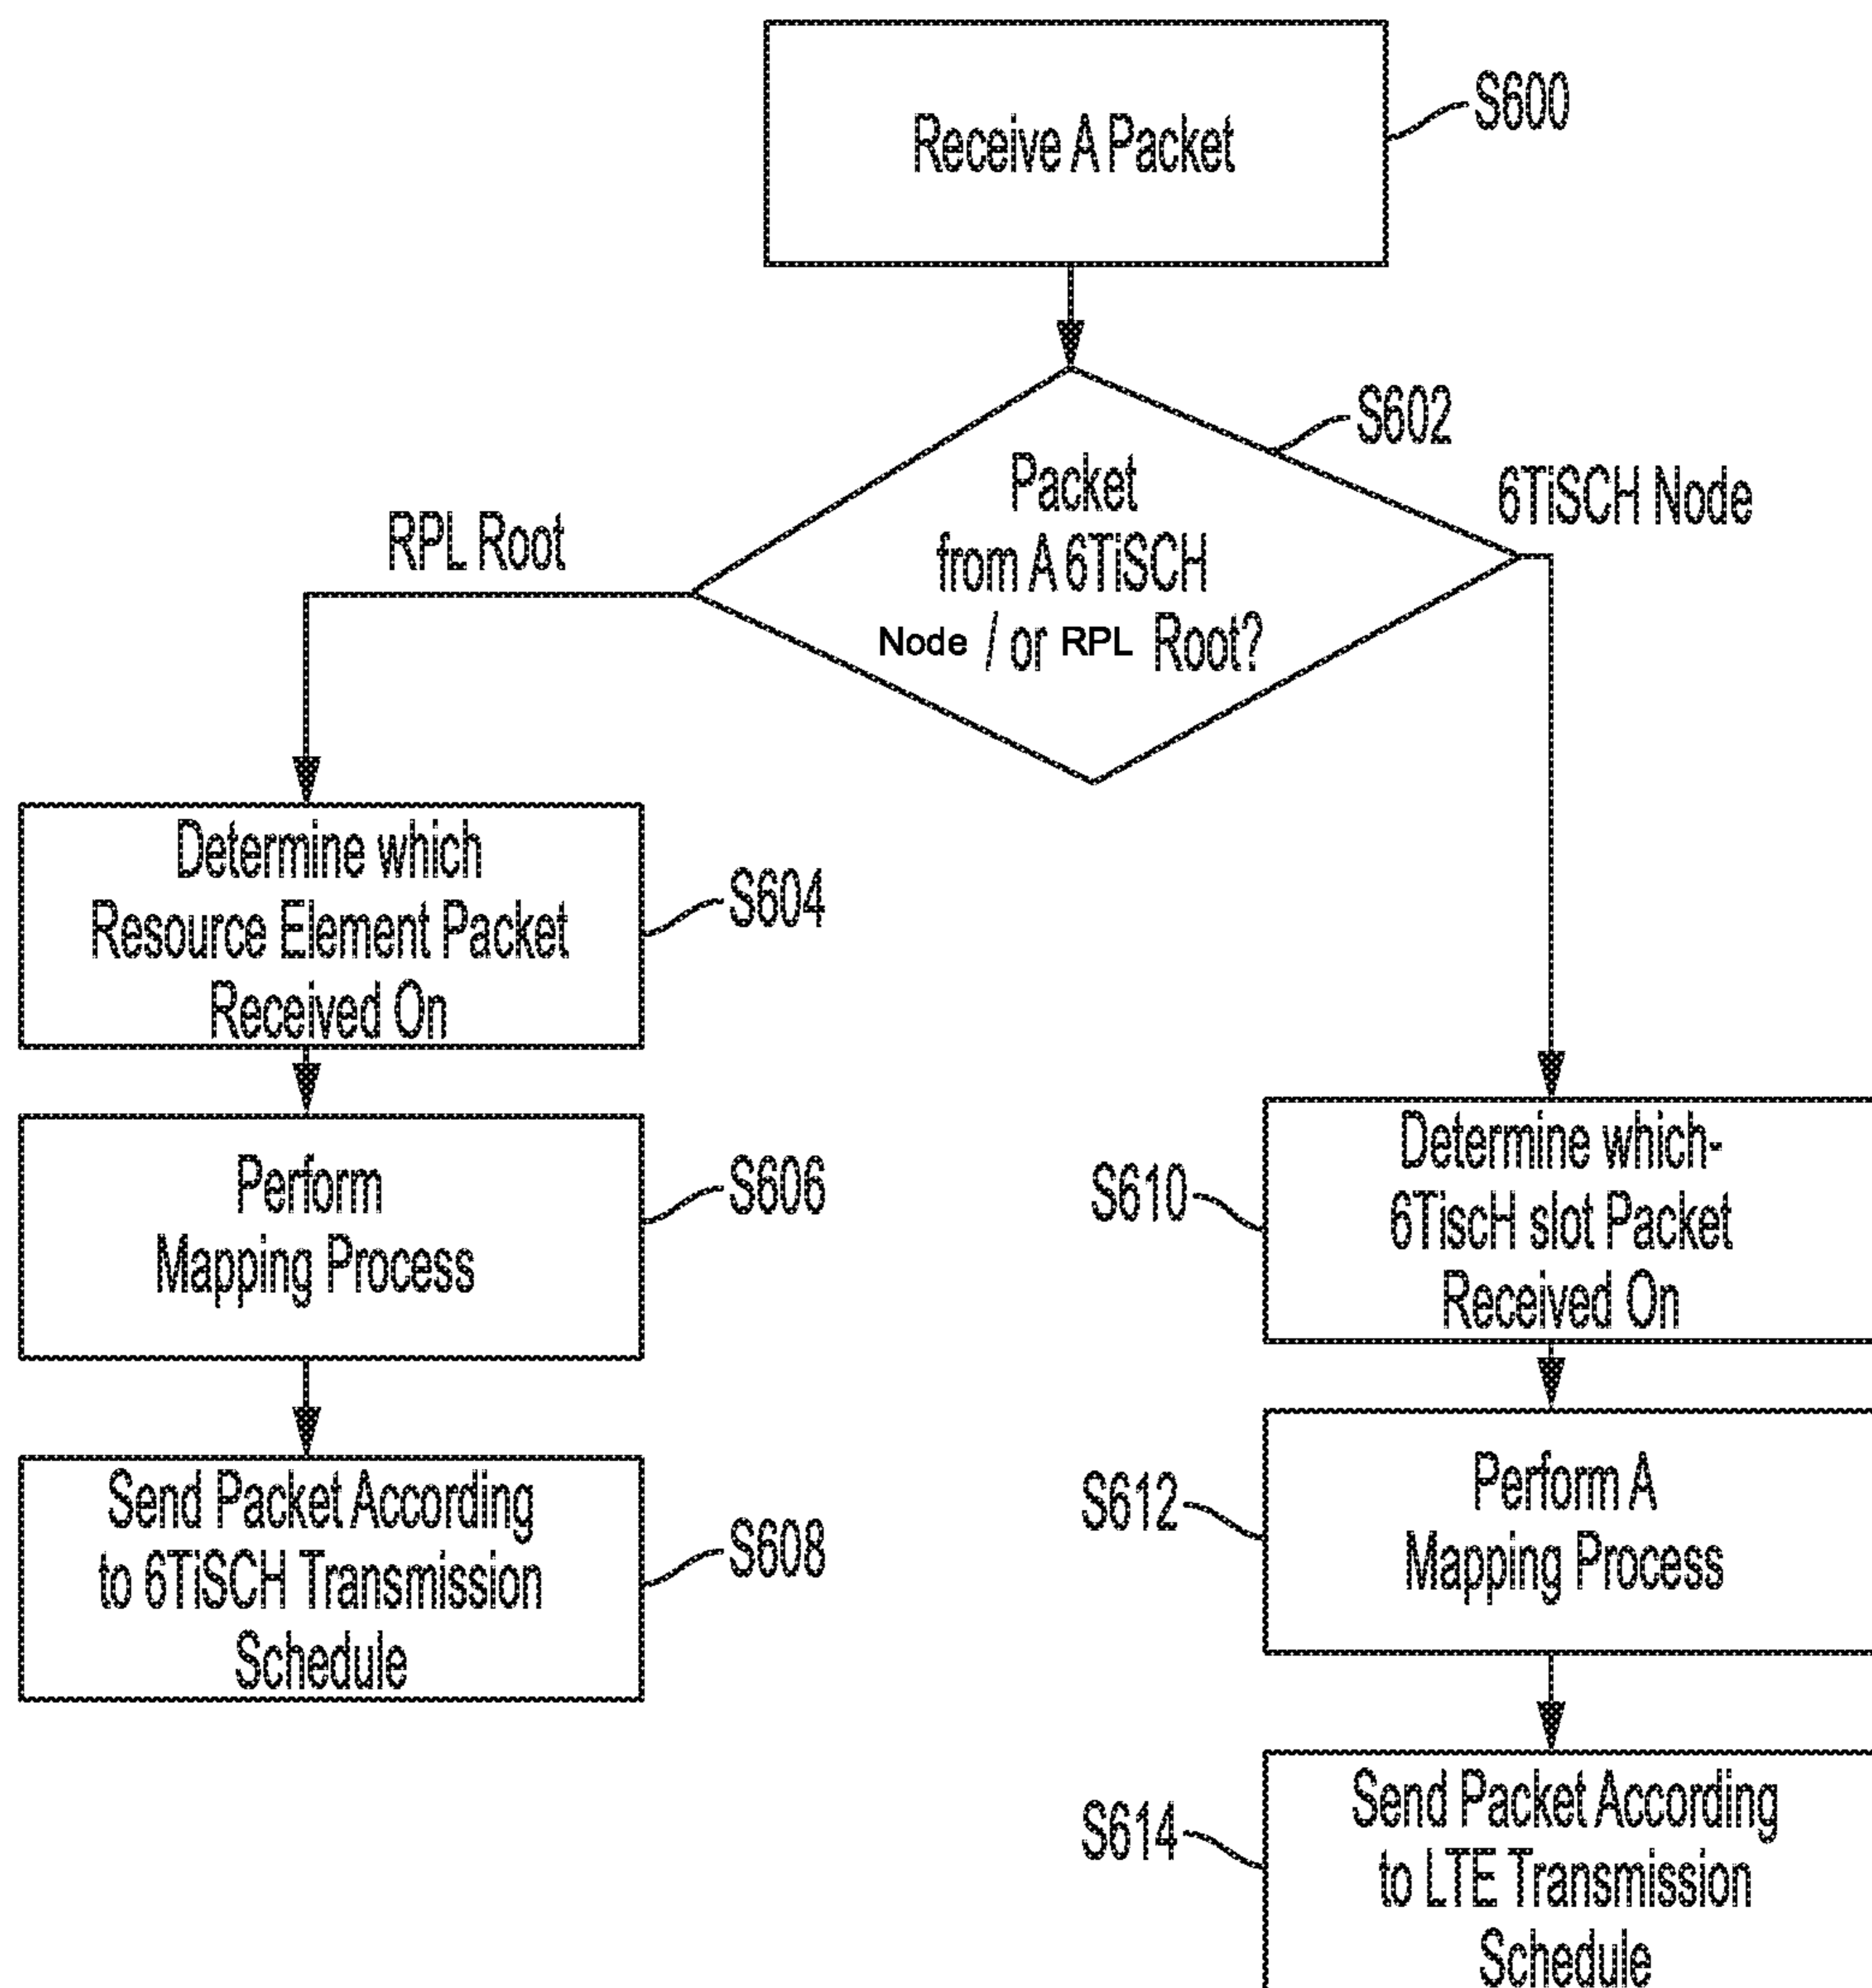 Receive A Packet
S600
S602
Packet
from A 6TiSCH
Node / or RPL Root?
RPL Root
6TiSCH Node
Determine which
Resource Element Packet
Received On
S604
Perform
Mapping Process
S606
Send Packet According
to 6TiSCH Transmission
Schedule
S608
Determine which-
6TiscH slot Packet
Received On
S610
Perform A
Mapping Process
S612
Send Packet According
to LTE Transmission
Schedule
S614